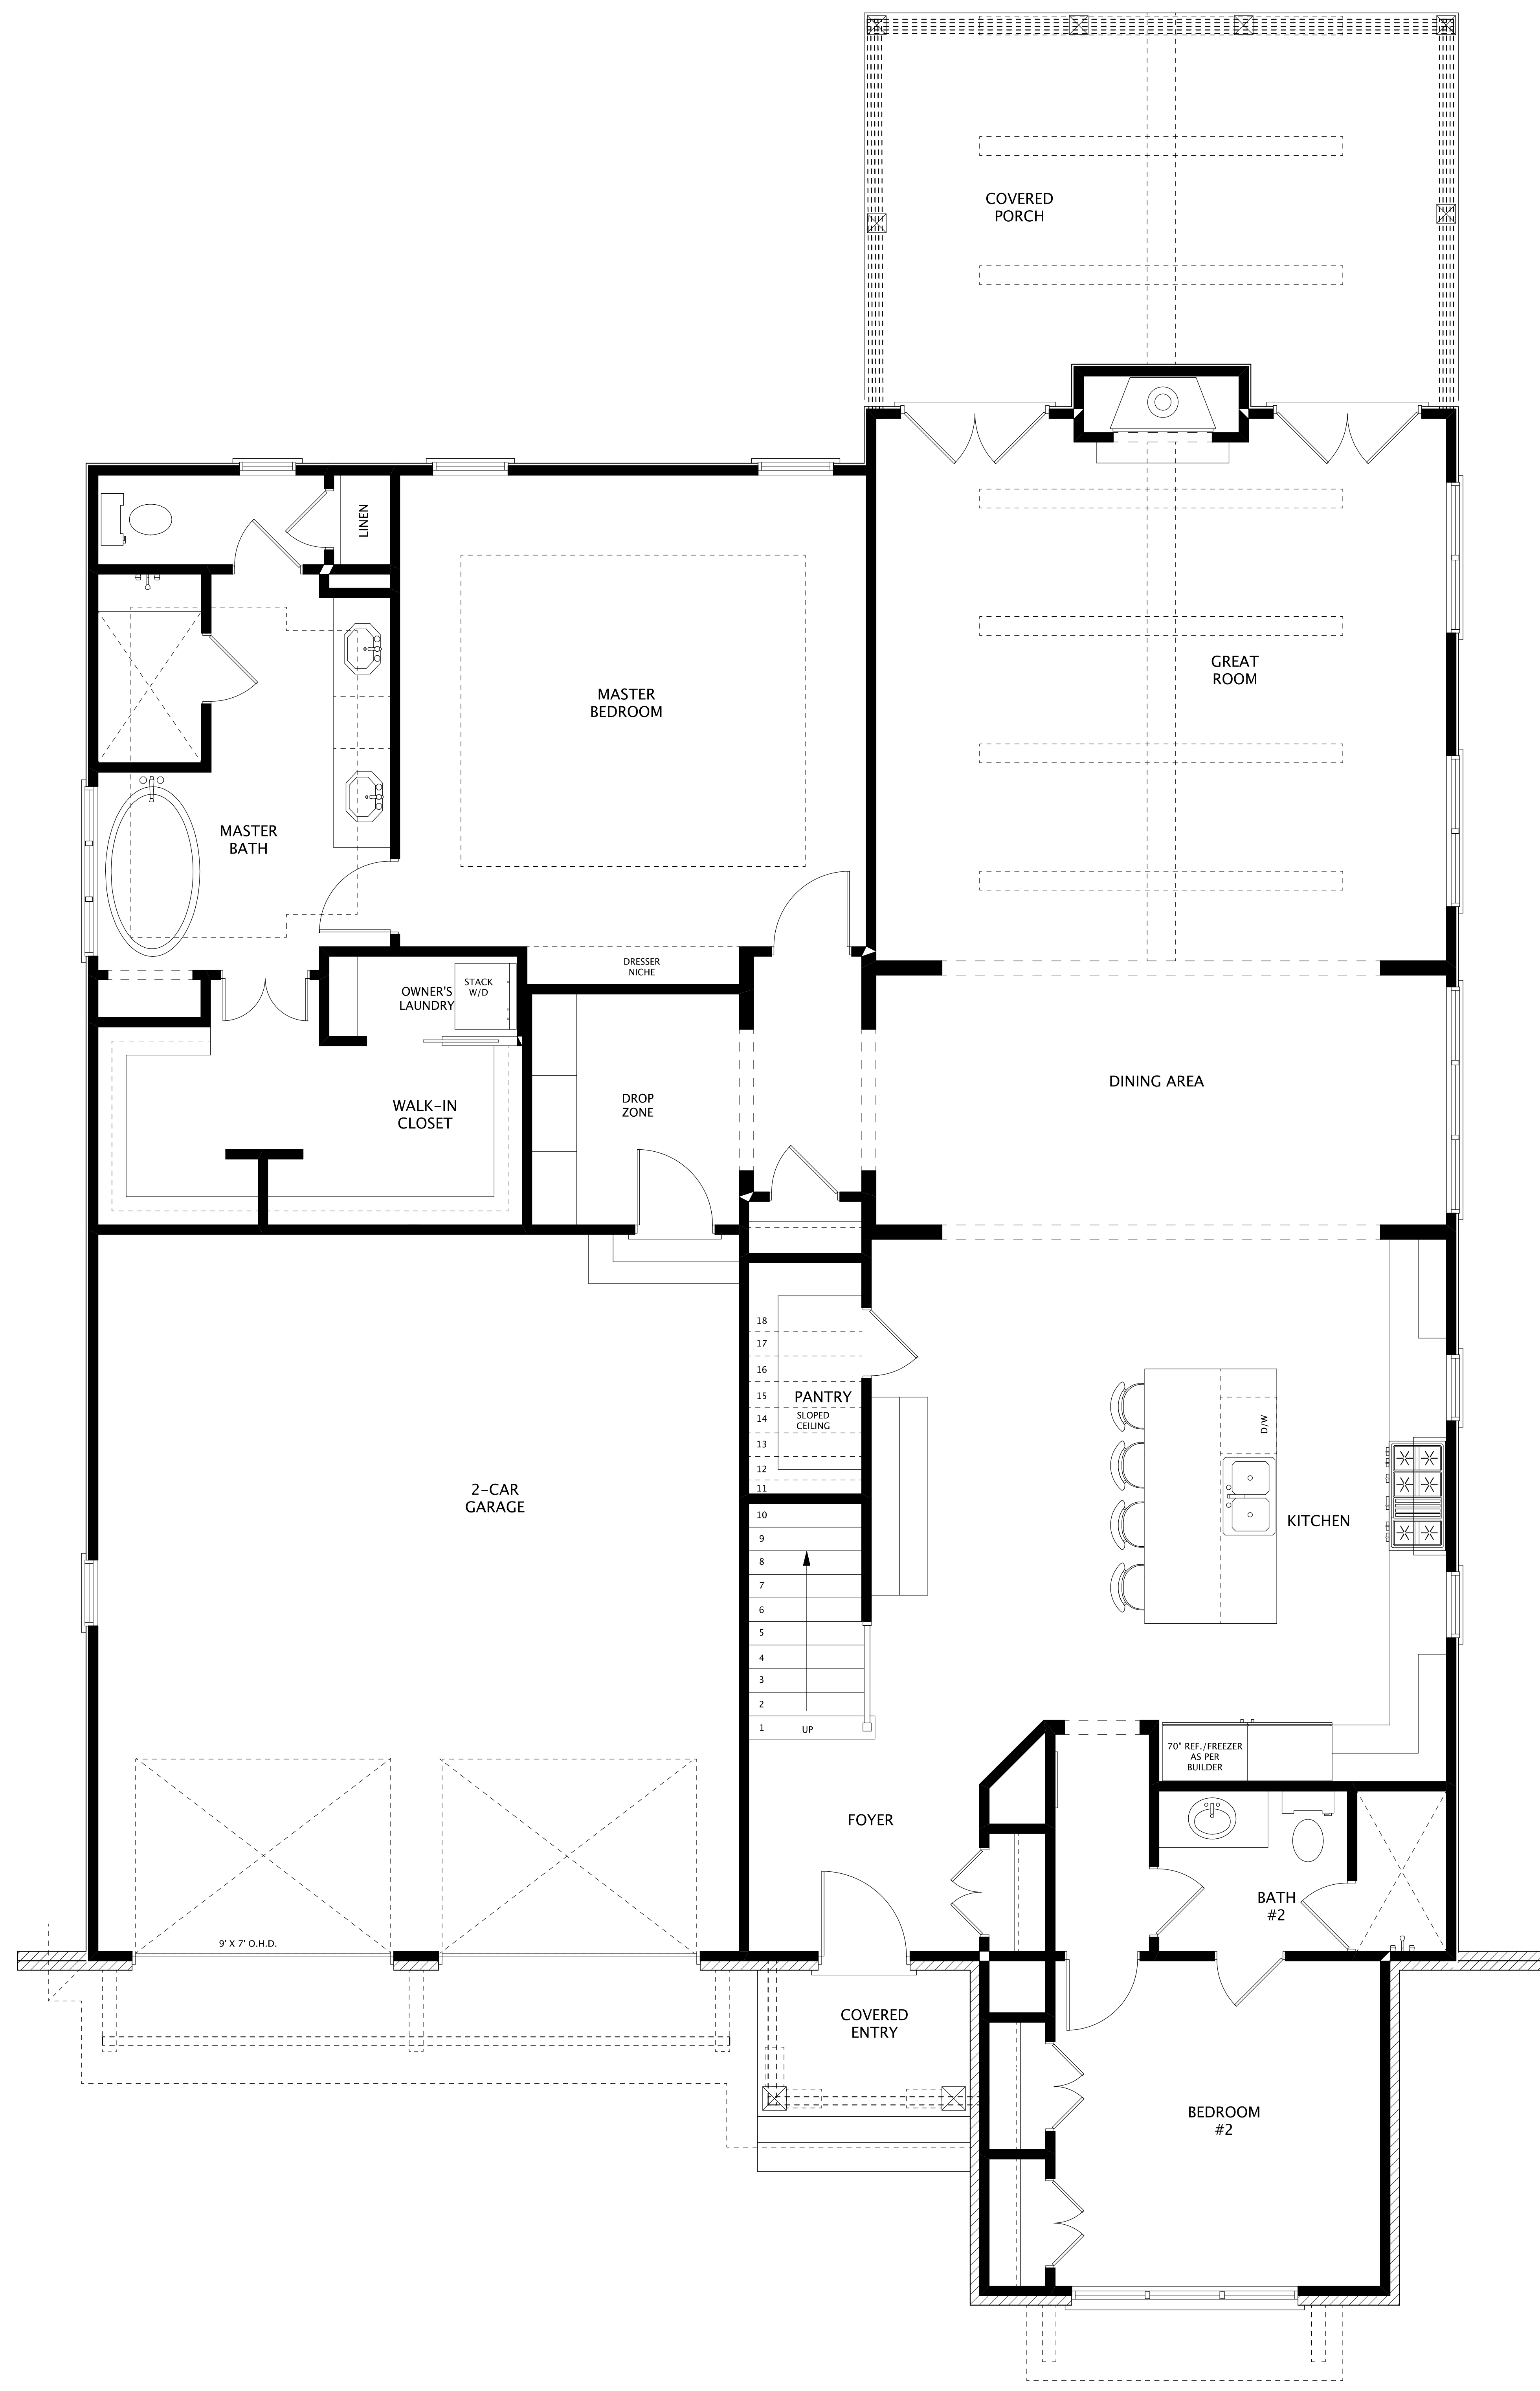 COVERED
PORCH
LINEN
GREAT
ROOM
MASTER
BEDROOM
MASTER
BATH
DRESSER
NICHE
OWNER'S
LAUNDRY
STACK
W/D
DINING AREA
DROP
ZONE
WALK-IN
CLOSET
18
17
16
15
14
13
12
11
10
9
8
7
6
5
4
3
2
1
UP
PANTRY
SLOPED
CEILING
D/W
2-CAR
GARAGE
KITCHEN
70" REF./FREEZER
AS PER
BUILDER
FOYER
BATH
#2
9' X 7' O.H.D.
COVERED
ENTRY
BEDROOM
#2